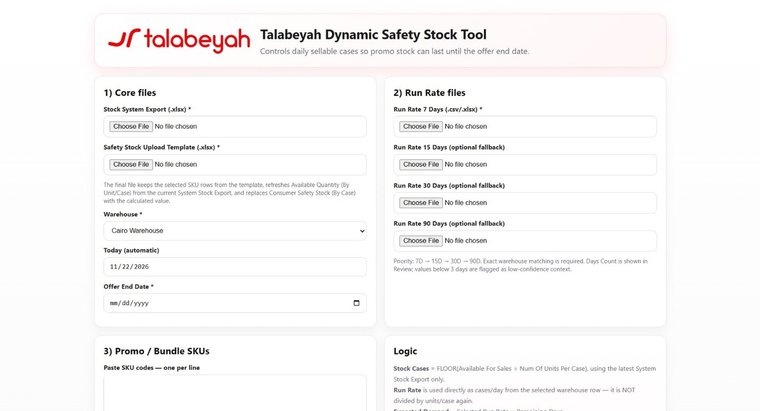 talabeyah
Talabeyah Dynamic Safety Stock Tool
Controls daily sellable cases so promo stock can last until the offer end date.
1) Core files
Stock System Export (.xlsx) *
Choose File No file chosen
Safety Stock Upload Template (.xlsx) *
Choose File No file chosen
The final file keeps the selected SKU rows from the template, refreshes Available Quantity (By
Unit/Case) from the current System Stock Export, and replaces Consumer Safety Stock (By Case)
with the calculated value.
Warehouse *
Cairo Warehouse
Today (automatic)
11/22/2026
Offer End Date *
mm/dd/yyyy
2) Run Rate files
Run Rate 7 Days (.csv/.xlsx) *
Choose File No file chosen
Run Rate 15 Days (optional fallback)
Choose File No file chosen
Run Rate 30 Days (optional fallback)
Choose File No file chosen
Run Rate 90 Days (optional fallback)
Choose File No file chosen
Priority: 7D → 15D → 30D → 90D. Exact warehouse matching is required. Days Count is shown in
Review; values below 3 days are flagged as low-confidence context.
3) Promo / Bundle SKUs
Paste SKU codes — one per line
Logic
Stock Cases = FLOOR(Available For Sales ÷ Num Of Units Per Case), using the latest System
Stock Export only.
Run Rate is used directly as cases/day from the selected warehouse row — it is NOT
divided by units/case again.